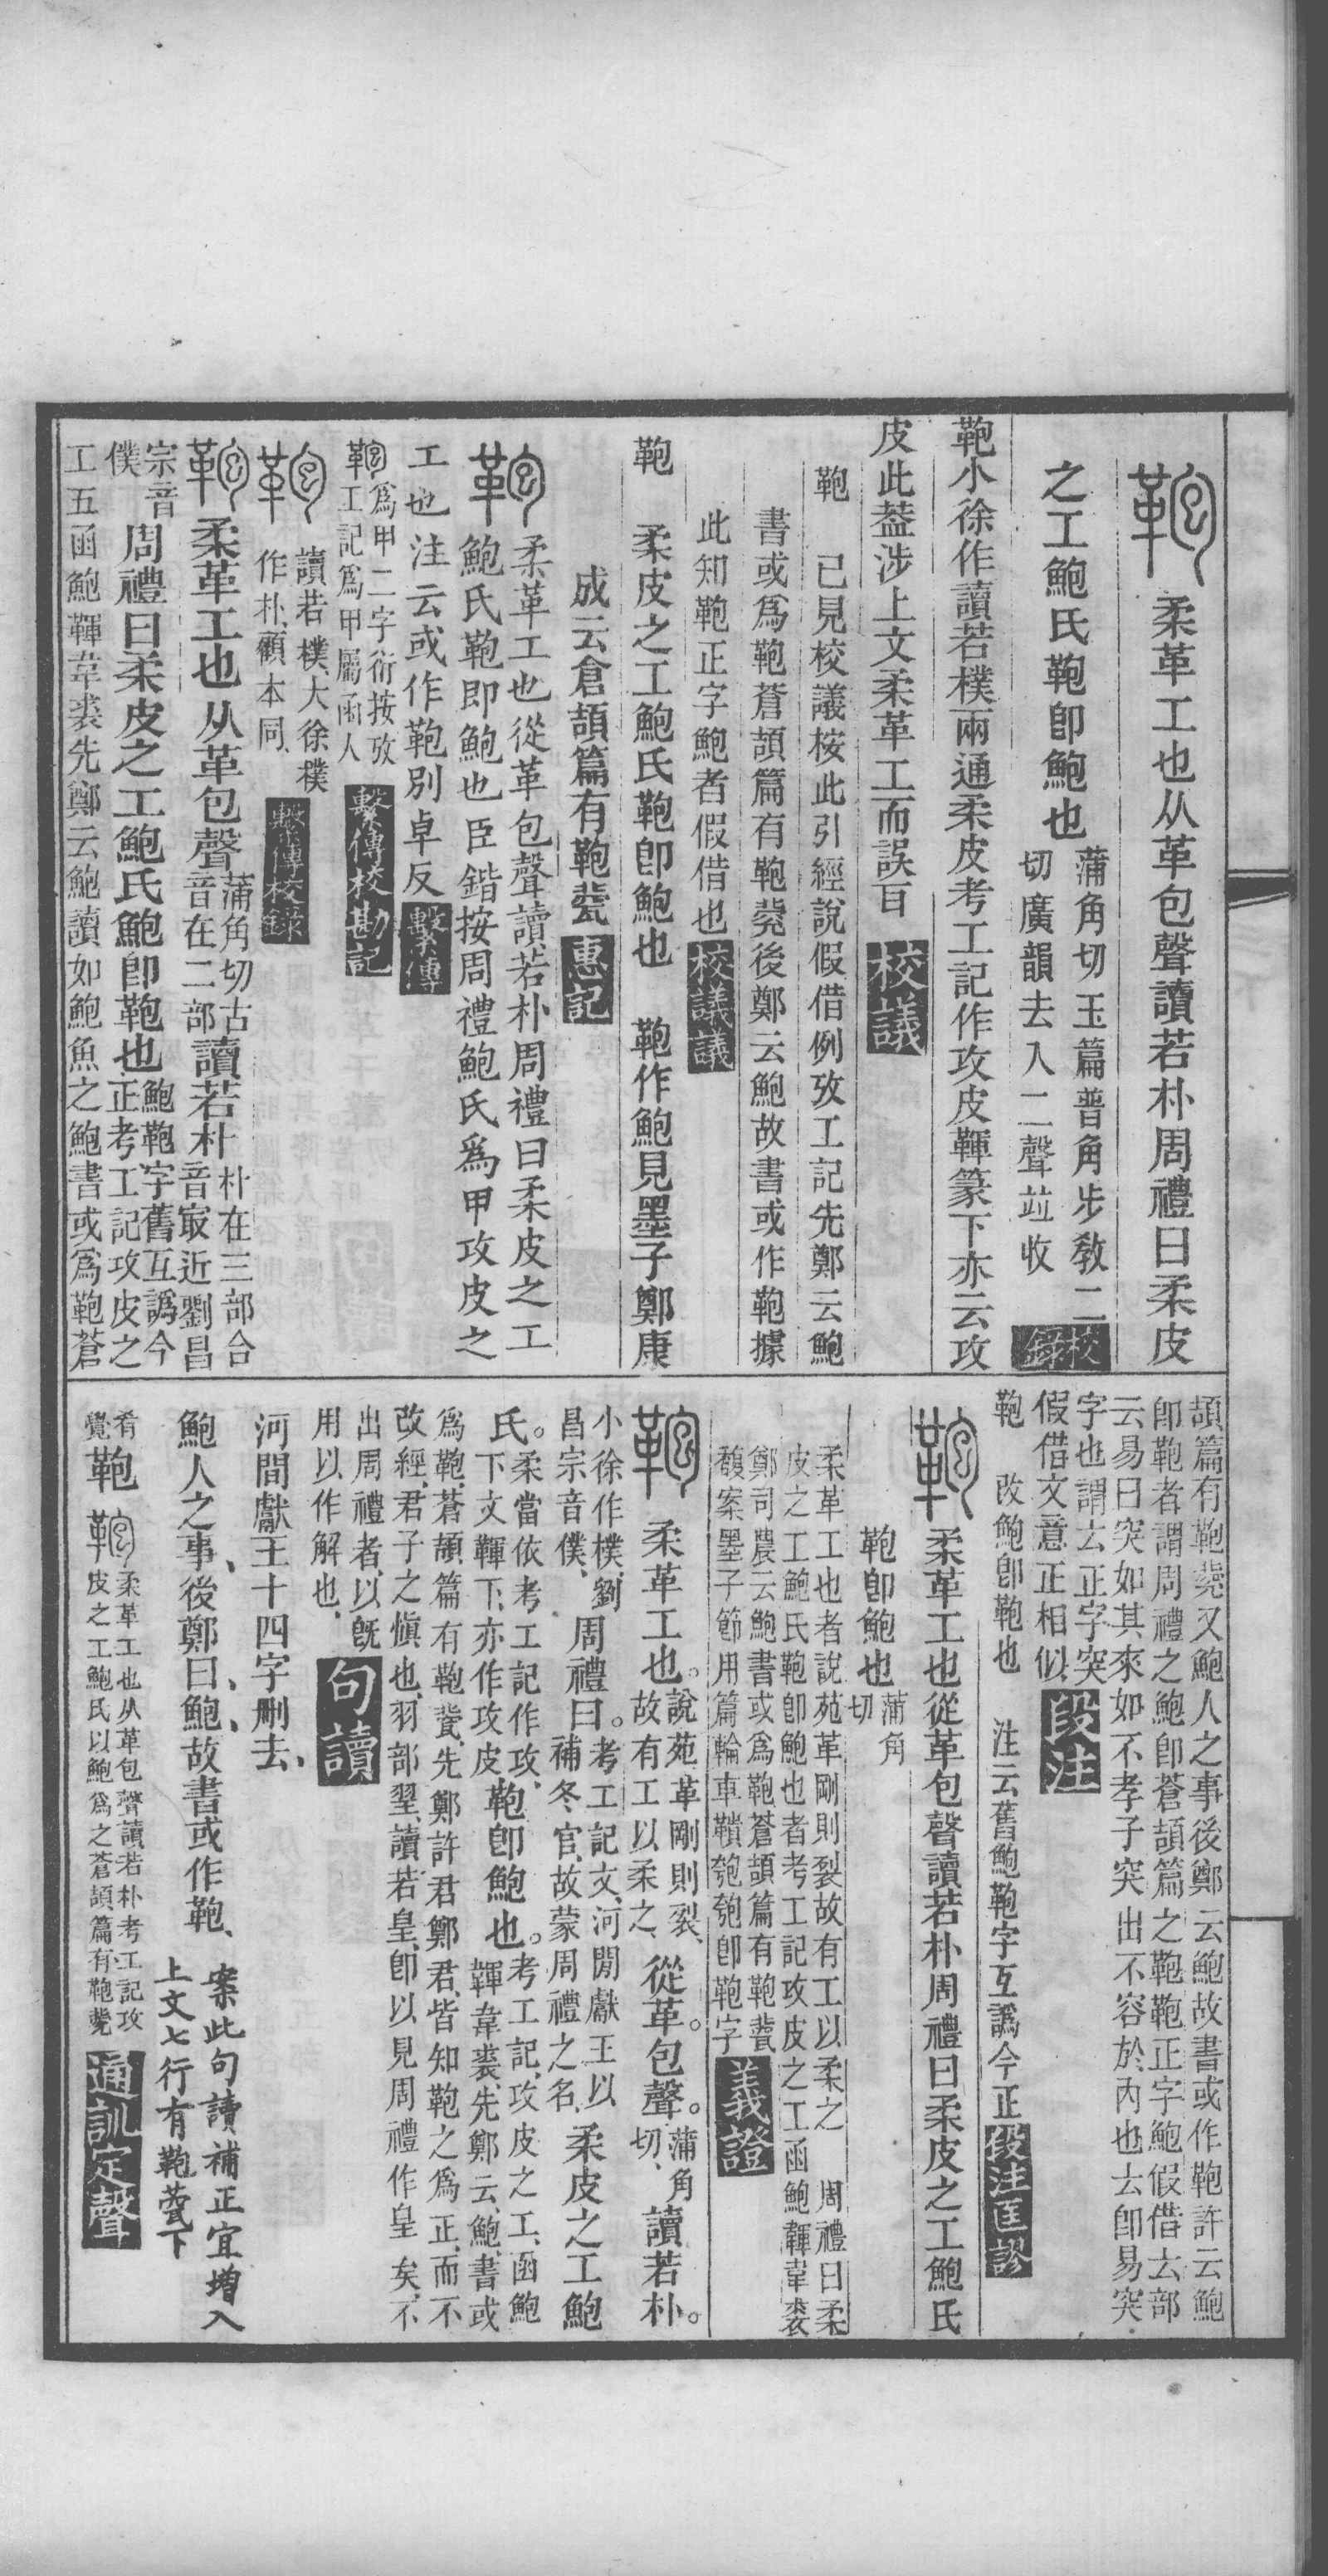 鞄 柔革工也从革包聲讀若朴周禮曰柔皮
之工鮑氏鞄卽鮑也
蒲角切玉篇普角步敎二
切廣韻去入二聲竝收
校錄
鞄小徐作讀若樸兩通柔皮考工記作攻皮鞾篆下亦云攻
皮此葢涉上文柔革工而誤百 校議
鞄 已見校議桉此引經說假借例攷工記先鄭云鮑
書或爲鞄蒼頡篇有鞄㼱後鄭云鮑故書或作鞄據
此知鞄正字鮑者假借也 校議議
鞄 柔皮之工鮑氏鞄卽鮑也 鞄作鮑見墨子鄭康
成云倉頡篇有鞄㼱 惠記
鞄 柔革工也從革包聲讀若朴周禮曰柔皮之工
鮑氏鞄即鮑也臣鍇按周禮鮑氏爲甲攻皮之
工也注云或作鞄別卓反 繫傳
鞄 爲甲二字衍按攷
工記爲甲屬函人 繫傳校勘記
鞄 讀若樸大徐樸
作朴、顧本同、 繫傳校錄
鞄 柔革工也从革包聲
蒲角切古
音在二部
讀若朴
朴在三部合
音㝡近劉昌
宗音
僕
周禮曰柔皮之工鮑氏鮑卽鞄也
鮑鞄字舊互譌今
正考工記攻皮之
工五函鮑鞾韋裘先鄭云鮑讀如鮑魚之鮑書或爲鞄蒼
頡篇有鞄㼱又鮑人之事後鄭云鮑故書或作鞄許云鮑
卽鞄者謂周禮之鮑卽蒼頡篇之鞄鞄正字鮑假借𠫓部
云易曰突如其來如不孝子突出不容於內也𠫓卽易突
字也謂𠫓正字突
假借文意正相似 段注
鞄 改鮑卽鞄也 注云舊鮑鞄字互譌今正 段注匡謬
鞄 柔革工也從革包聲讀若朴周禮曰柔皮之工鮑氏
鞄卽鮑也
蒲角
切
柔革工也者說苑革剛則裂故有工以柔之 周禮曰柔
皮之工鮑氏鞄卽鮑也者考工記攻皮之工函鮑韗韋裘
鄭司農云鮑書或爲鞄蒼頡篇有鞄㼱
馥案墨子節用篇輪車鞼匏匏卽鞄字 義證
鞄 柔革工也。
說苑革剛則裂、
故有工以柔之、
從革。包聲。
蒲角
切、
讀若朴。
小徐作樸、劉
昌宗音僕、
周禮曰。
考工記文、河閒獻王以
補冬官、故蒙周禮之名、
柔皮之工鮑
氏。
柔當依考工記作攻、
下文鞾下、亦作攻皮
鞄卽鮑也。
考工記、攻皮之工、函鮑
鞾韋裘、先鄭云、鮑、書或
爲鞄、蒼頡篇有鞄㼱、先鄭許君鄭君、皆知鞄之爲正、而不
改經、君子之愼也、羽部翌、讀若皇、卽以見周禮作皇矣、不
出周禮者、以旣
用以作解也、 句讀
河間獻王十四字刪去、
鮑人之事、後鄭曰、鮑、故書或作鞄、
案此句讀補正宜增入
上文七行有鞄㼱下
肴
覺
鞄
鞄 柔革工也从革包聲讀若朴考工記攻
皮之工鮑氏以鮑爲之蒼頡篇有鞄㼱 通訓定聲